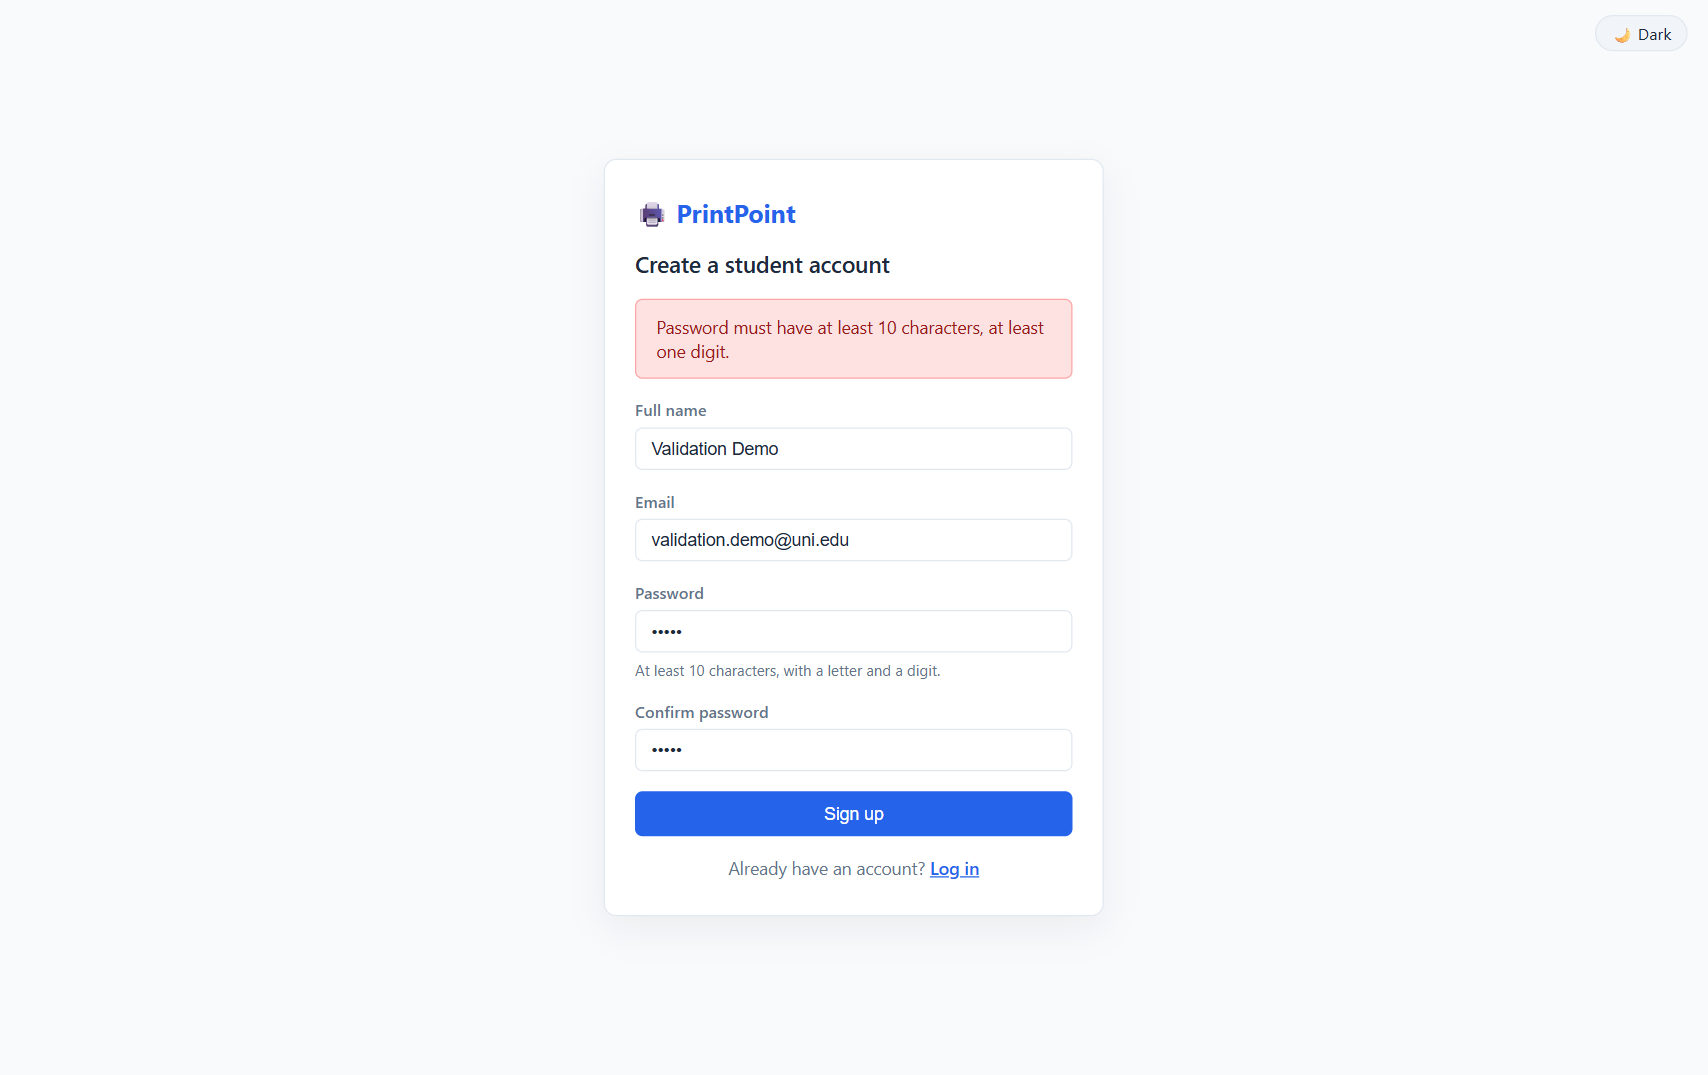 Dark
PrintPoint
Create a student account
Password must have at least 10 characters, at least
one digit.
Full name
Validation Demo
Email
validation.demo@uni.edu
Password
•••••
At least 10 characters, with a letter and a digit.
Confirm password
•••••
Sign up
Already have an account? Log in